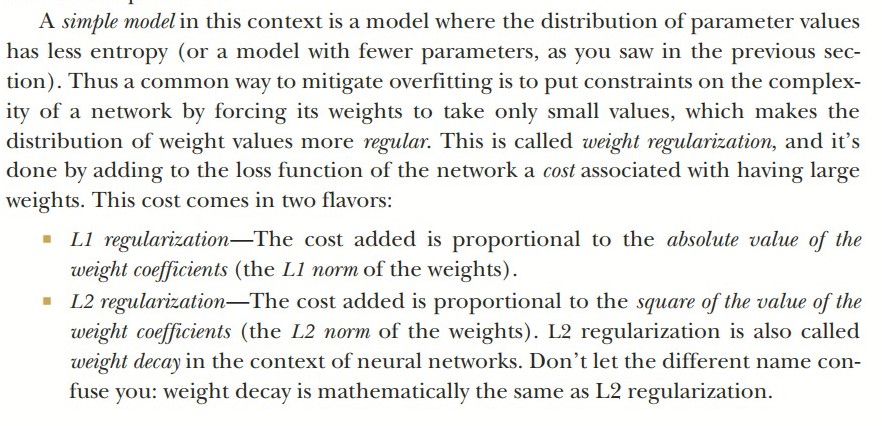 A simple model in this context is a model where the distribution of parameter values
has less entropy (or a model with fewer parameters, as you saw in the previous sec-
tion). Thus a common way to mitigate overfitting is to put constraints on the complex-
ity of a network by forcing its weights to take only small values, which makes the
distribution of weight values more regular. This is called weight regularization, and it's
done by adding to the loss function of the network a cost associated with having large
weights. This cost comes in two flavors:
■ L1 regularization—The cost added is proportional to the absolute value of the
weight coefficients (the L1 norm of the weights).
■ L2 regularization—The cost added is proportional to the square of the value of the
weight coefficients (the L2 norm of the weights). L2 regularization is also called
weight decay in the context of neural networks. Don't let the different name con-
fuse you: weight decay is mathematically the same as L2 regularization.